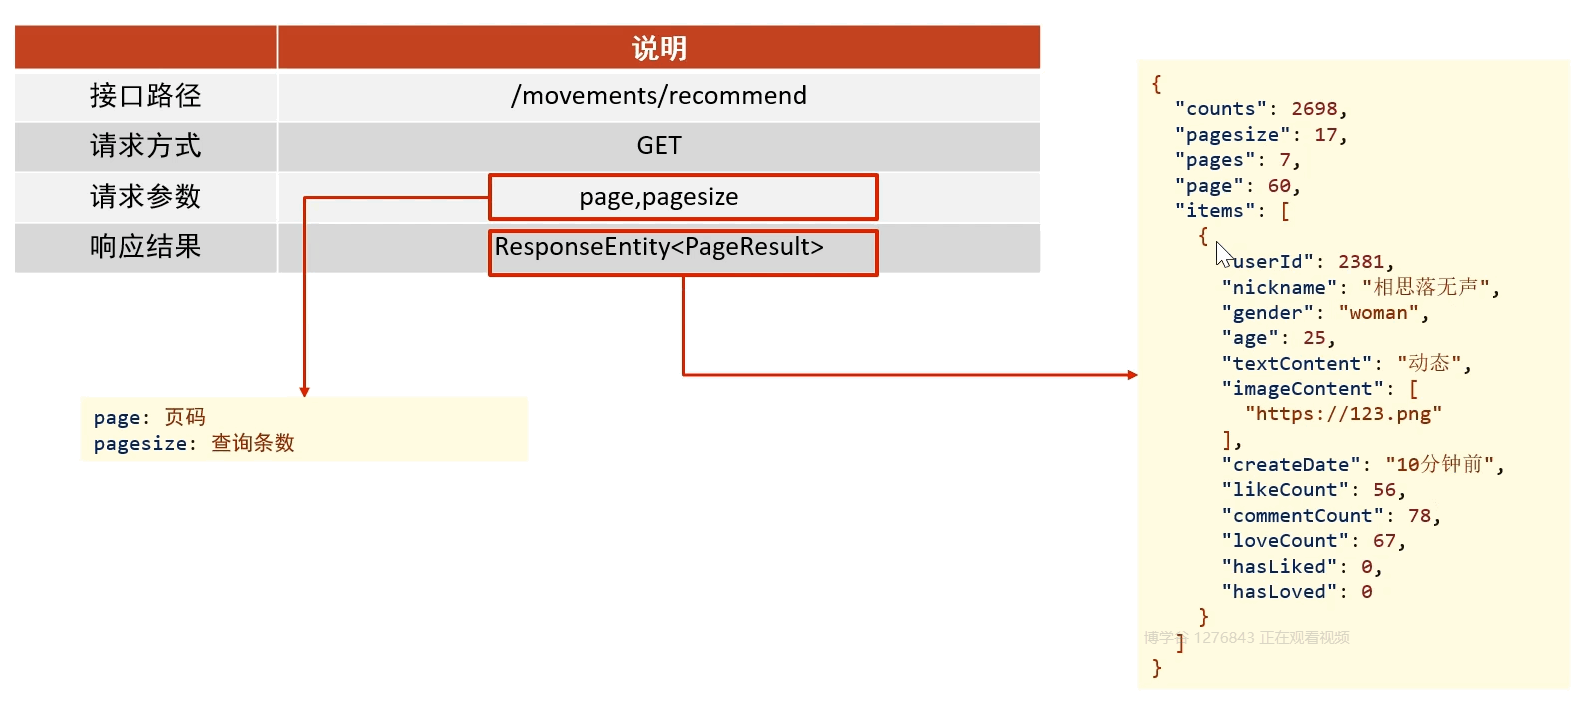 说明
接口路径 /movements/recommend
请求方式 GET
请求参数 page,pagesize
响应结果 ResponseEntity<PageResult>
page: 页码
pagesize: 查询条数
{
"counts": 2698,
"pagesize": 17,
"pages": 7,
"page": 60,
"items": [
{
userId": 2381,
"nickname": "相思落无声",
"gender": "woman",
"age": 25,
"textContent": "动态",
"imageContent": [
"https://123.png"
],
"createDate": "10分钟前",
"likeCount": 56,
"commentCount": 78,
"loveCount": 67,
"hasLiked": 0,
"hasLoved": 0
}
博学谷 1276843 正在观看视频
]
}